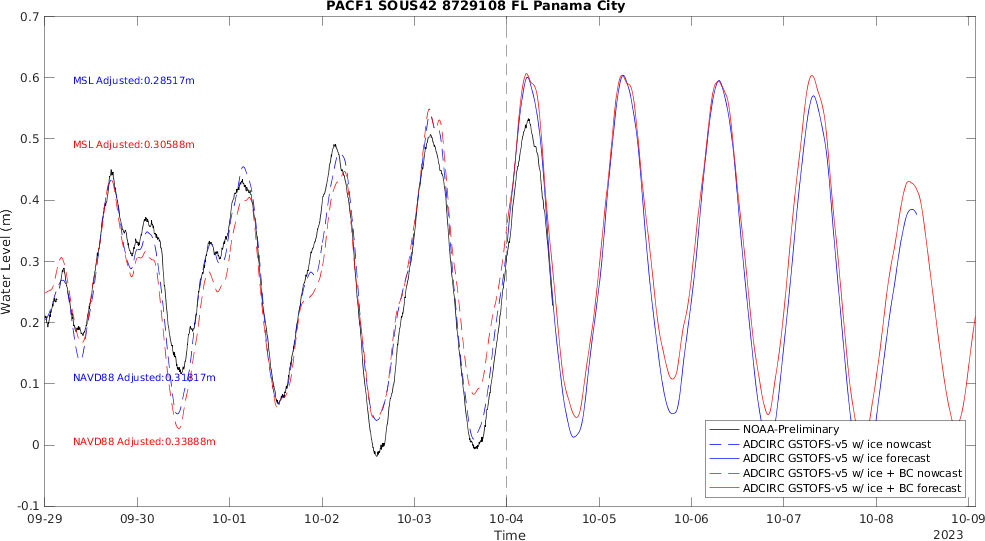 PACF1 SOUS42 8729108 FL Panama City
0.7
0.6
0.5
0.4
0.3
0.2
0.1
0
-0.1
Water Level (m)
MSL Adjusted:0.28517m
MSL Adjusted:0.30588m
NAVD88 Adjusted:0.31817m
NAVD88 Adjusted:0.33888m
NOAA-Preliminary
ADCIRC GSTOFS-v5 w/ ice nowcast
ADCIRC GSTOFS-v5 w/ ice forecast
ADCIRC GSTOFS-v5 w/ ice + BC nowcast
ADCIRC GSTOFS-v5 w/ ice + BC forecast
09-29 09-30 10-01 10-02 10-03 10-04 10-05 10-06 10-07 10-08 10-09
Time
2023